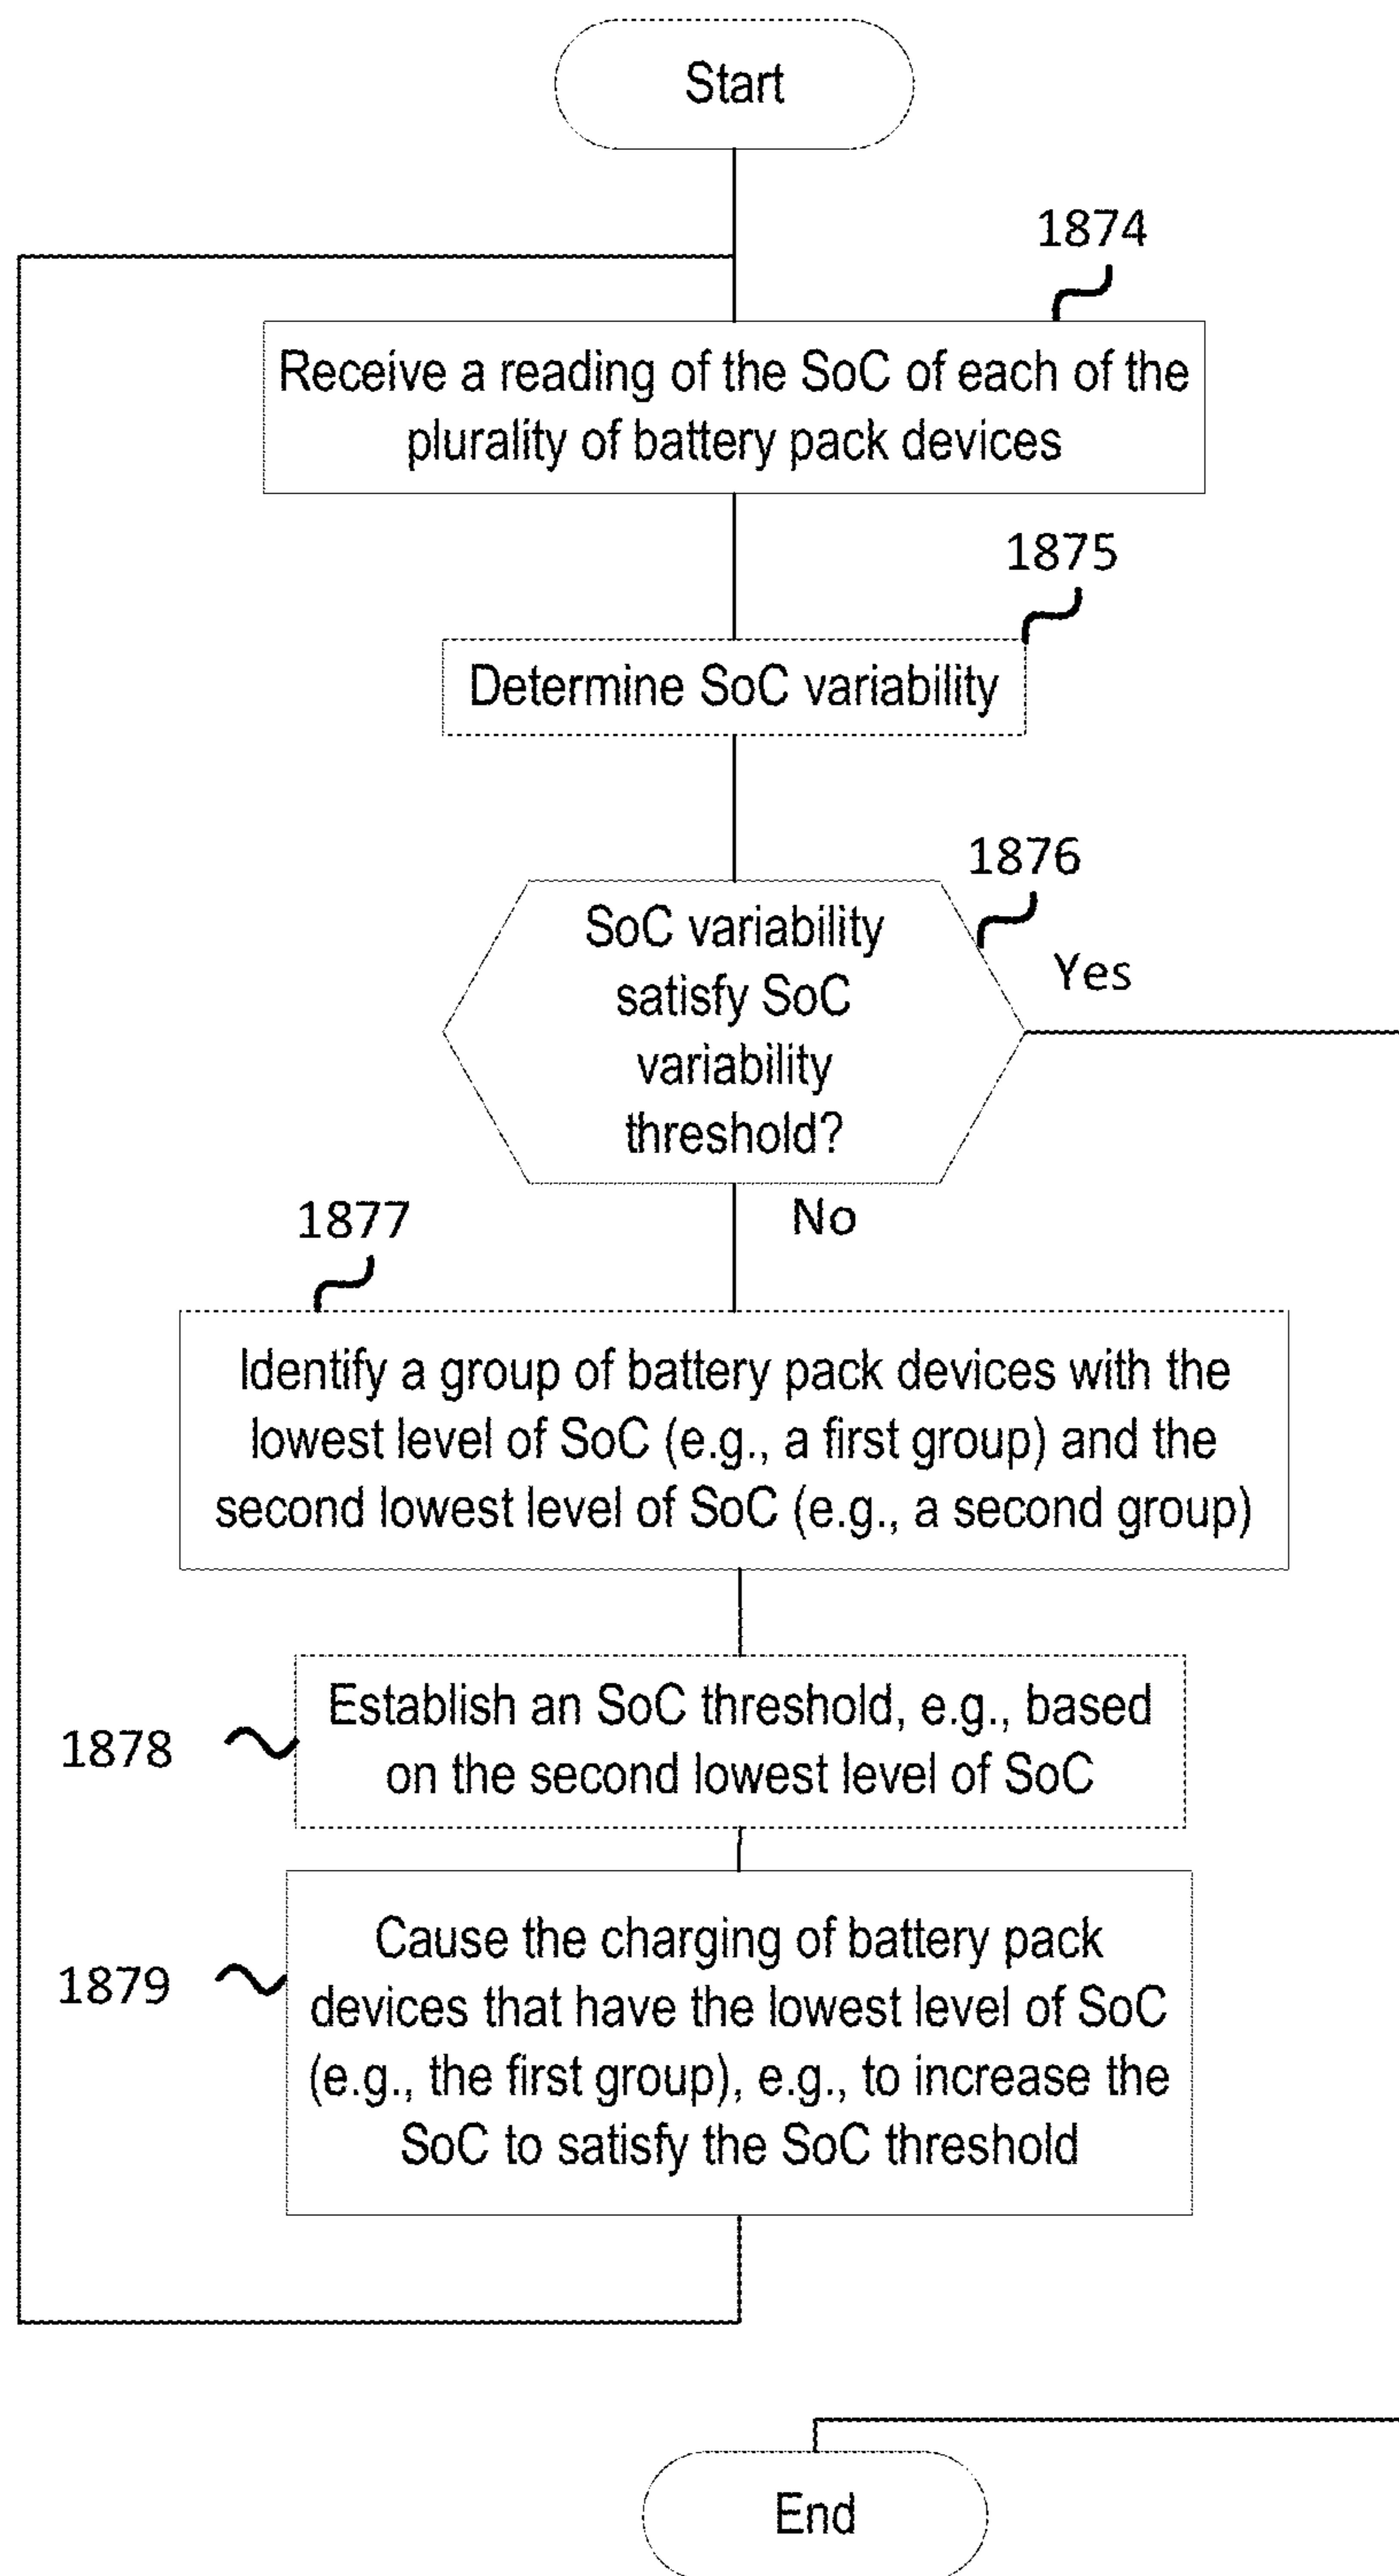 Start
1874
Receive a reading of the SoC of each of the
plurality of battery pack devices
1875
Determine SoC variability
1876
SoC variability
satisfy SoC
variability
threshold?
Yes
No
1877
Identify a group of battery pack devices with the
lowest level of SoC (e.g., a first group) and the
second lowest level of SoC (e.g., a second group)
1878
Establish an SoC threshold, e.g., based
on the second lowest level of SoC
1879
Cause the charging of battery pack
devices that have the lowest level of SoC
(e.g., the first group), e.g., to increase the
SoC to satisfy the SoC threshold
End